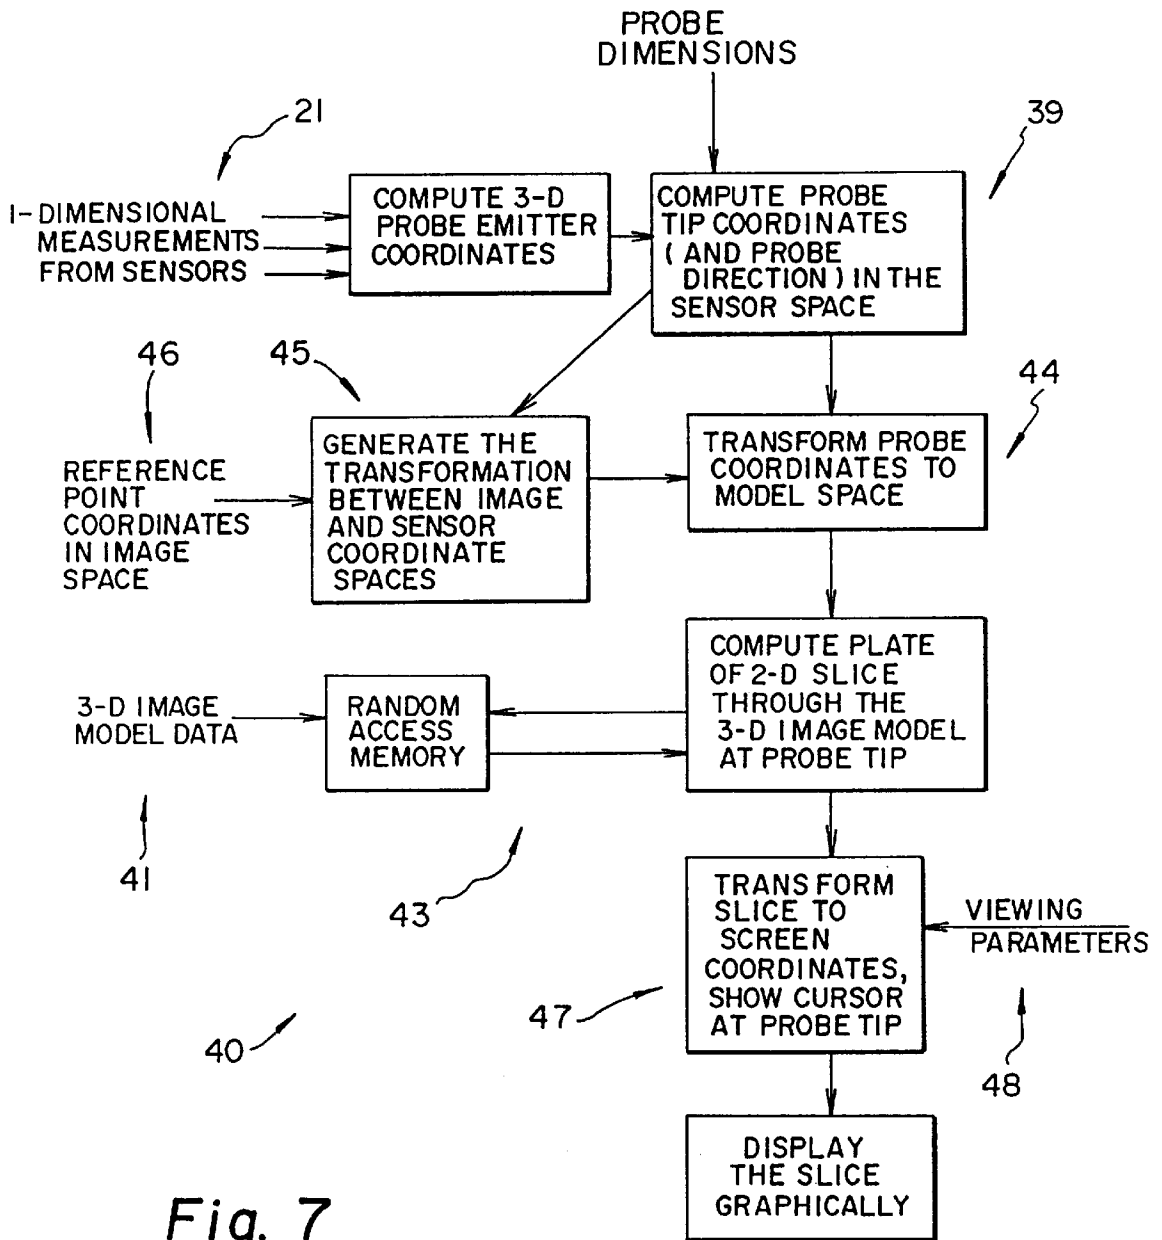 PROBE
DIMENSIONS
21
39
1-DIMENSIONAL
MEASUREMENTS
FROM SENSORS
COMPUTE 3-D
PROBE EMITTER
COORDINATES
COMPUTE PROBE
TIP COORDINATES
(AND PROBE
DIRECTION) IN THE
SENSOR SPACE
46
45
44
REFERENCE
POINT
COORDINATES
IN IMAGE
SPACE
GENERATE THE
TRANSFORMATION
BETWEEN IMAGE
AND SENSOR
COORDINATE
SPACES
TRANSFORM PROBE
COORDINATES TO
MODEL SPACE
3-D IMAGE
MODEL DATA
RANDOM
ACCESS
MEMORY
COMPUTE PLATE
OF 2-D SLICE
THROUGH THE
3-D IMAGE MODEL
AT PROBE TIP
41
43
TRANSFORM
SLICE TO
SCREEN
COORDINATES,
SHOW CURSOR
AT PROBE TIP
VIEWING
PARAMETERS
47
40
48
DISPLAY
THE SLICE
GRAPHICALLY
Fig. 7